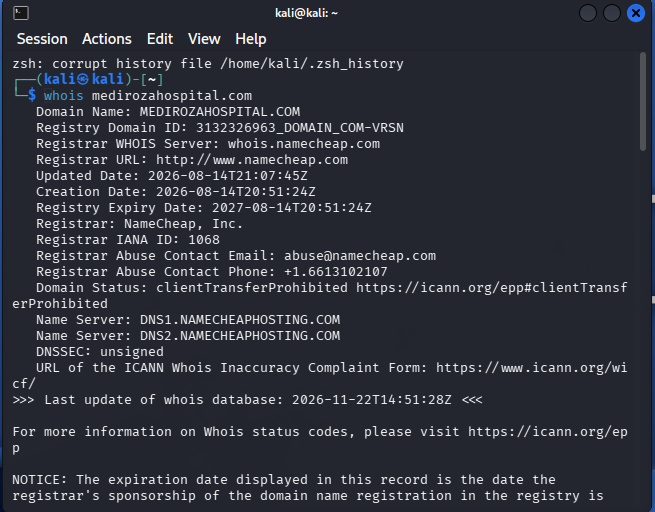 kali@kali: ~
Session Actions Edit View Help
zsh: corrupt history file /home/kali/.zsh_history
┌──(kali㉿kali)-[~]
└─$ whois medirozahospital.com
Domain Name: MEDIROZAHOSPITAL.COM
Registry Domain ID: 3132326963_DOMAIN_COM-VRSN
Registrar WHOIS Server: whois.namecheap.com
Registrar URL: http://www.namecheap.com
Updated Date: 2026-08-14T21:07:45Z
Creation Date: 2026-08-14T20:51:24Z
Registry Expiry Date: 2027-08-14T20:51:24Z
Registrar: NameCheap, Inc.
Registrar IANA ID: 1068
Registrar Abuse Contact Email: abuse@namecheap.com
Registrar Abuse Contact Phone: +1.6613102107
Domain Status: clientTransferProhibited https://icann.org/epp#clientTransf
erProhibited
Name Server: DNS1.NAMECHEAPHOSTING.COM
Name Server: DNS2.NAMECHEAPHOSTING.COM
DNSSEC: unsigned
URL of the ICANN Whois Inaccuracy Complaint Form: https://www.icann.org/wi
cf/
>>> Last update of whois database: 2026-11-22T14:51:28Z <<<
For more information on Whois status codes, please visit https://icann.org/ep
p
NOTICE: The expiration date displayed in this record is the date the
registrar's sponsorship of the domain name registration in the registry is